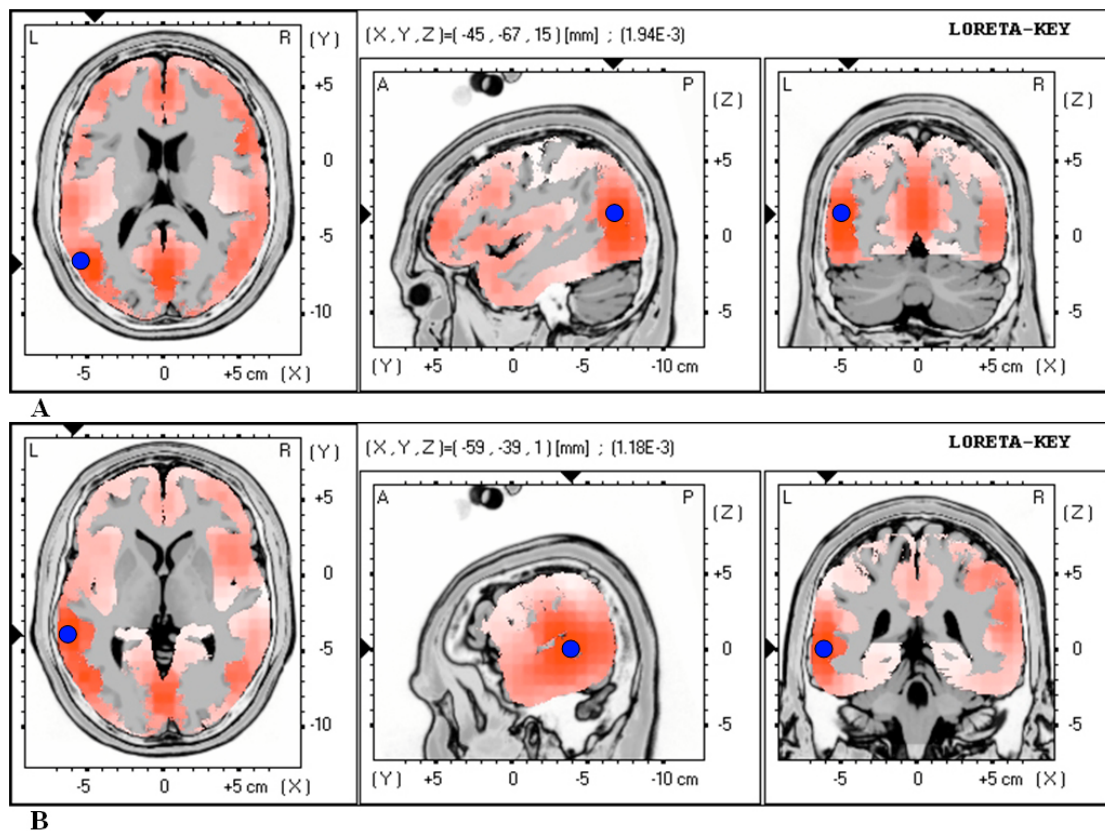 (X,Y,Z)=(-45,-67,15)[mm] ; (1.94E-3) LORETA-KEY
L R (Y)
+5
0
-5
-10
-5 0 +5 cm (X)
A P (Z)
+5
0
-5
(Y) +5 0 -5 -10 cm
L R (Z)
+5
0
-5
-5 0 +5 cm (X)
A
(X,Y,Z)=(-59,-39,1)[mm] ; (1.18E-3) LORETA-KEY
L R (Y)
+5
0
-5
-10
-5 0 +5 cm (X)
A P (Z)
+5
0
-5
(Y) +5 0 -5 -10 cm
L R (Z)
+5
0
-5
-5 0 +5 cm (X)
B